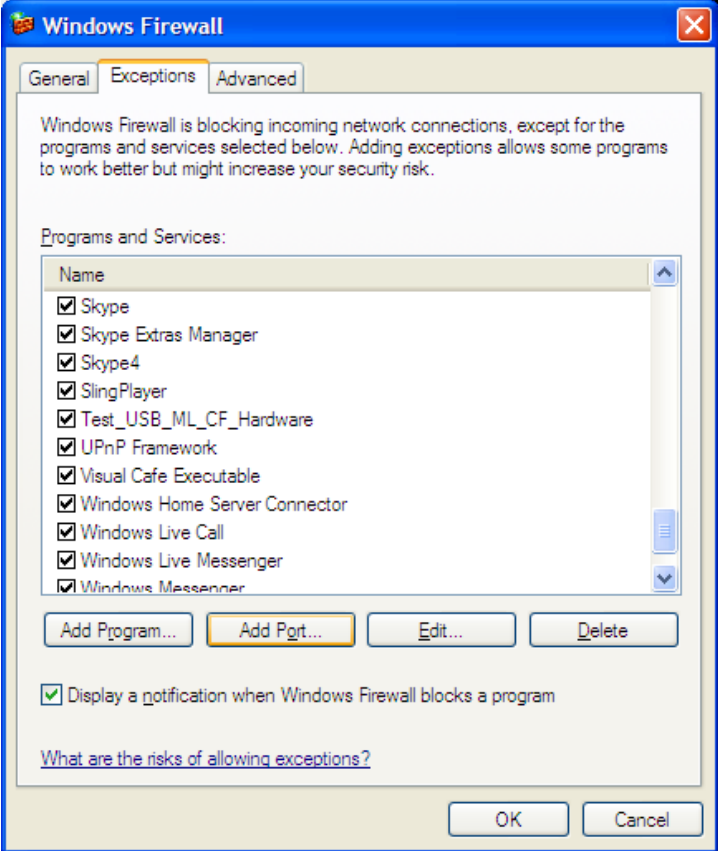 Windows Firewall
General Exceptions Advanced
Windows Firewall is blocking incoming network connections, except for the
programs and services selected below. Adding exceptions allows some programs
to work better but might increase your security risk.
Programs and Services:
Name
Skype
Skype Extras Manager
Skype4
SlingPlayer
Test_USB_ML_CF_Hardware
UPnP Framework
Visual Cafe Executable
Windows Home Server Connector
Windows Live Call
Windows Live Messenger
Windows Messenger
Add Program... Add Port... Edit... Delete
Display a notification when Windows Firewall blocks a program
What are the risks of allowing exceptions?
OK Cancel